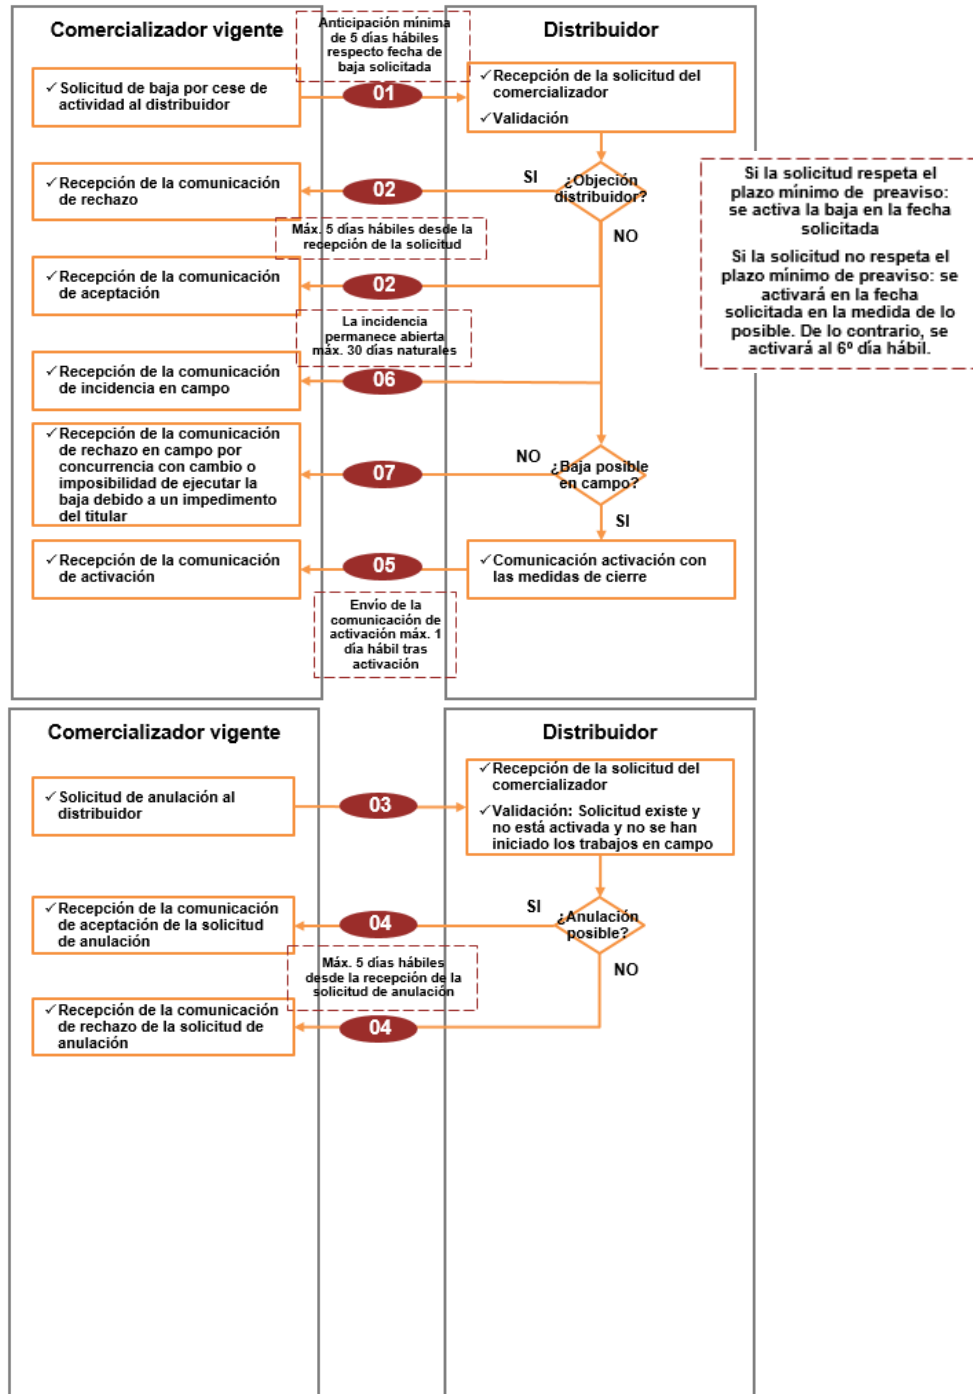 Comercializador vigente
Anticipación mínima
de 5 días hábiles
respecto fecha de
baja solicitada
Distribuidor
✓ Solicitud de baja por cese de
actividad al distribuidor
01
✓ Recepción de la solicitud del
comercializador
✓ Validación
✓ Recepción de la comunicación
de rechazo
02
SI
¿Objeción
distribuidor?
NO
Máx. 5 días hábiles desde la
recepción de la solicitud
Si la solicitud respeta el
plazo mínimo de preaviso:
se activa la baja en la fecha
solicitada
Si la solicitud no respeta el
plazo mínimo de preaviso: se
activará en la fecha
solicitada en la medida de lo
posible. De lo contrario, se
activará al 6º día hábil.
✓ Recepción de la comunicación
de aceptación
02
La incidencia
permanece abierta
máx. 30 días naturales
✓ Recepción de la comunicación
de incidencia en campo
06
✓ Recepción de la comunicación
de rechazo en campo por
concurrencia con cambio o
imposibilidad de ejecutar la
baja debido a un impedimento
del titular
07
NO
¿Baja posible
en campo?
SI
✓ Recepción de la comunicación
de activación
05
✓ Comunicación activación con
las medidas de cierre
Envío de la
comunicación de
activación máx. 1
día hábil tras
activación
Comercializador vigente
Distribuidor
✓ Solicitud de anulación al
distribuidor
03
✓ Recepción de la solicitud del
comercializador
✓ Validación: Solicitud existe y
no está activada y no se han
iniciado los trabajos en campo
✓ Recepción de la comunicación
de aceptación de la solicitud
de anulación
04
SI
¿Anulación
posible?
NO
Máx. 5 días hábiles
desde la recepción de la
solicitud de anulación
✓ Recepción de la comunicación
de rechazo de la solicitud de
anulación
04